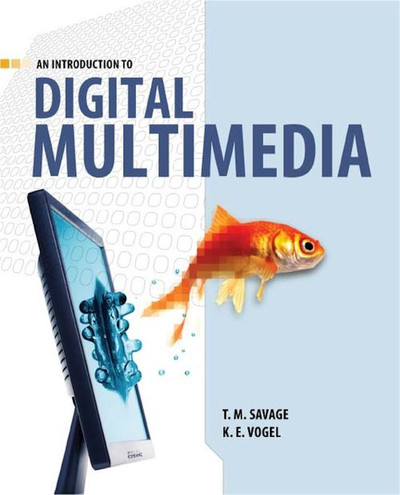 AN INTRODUCTION TO
DIGITAL
MULTIMEDIA
T. M. SAVAGE
K. E. VOGEL